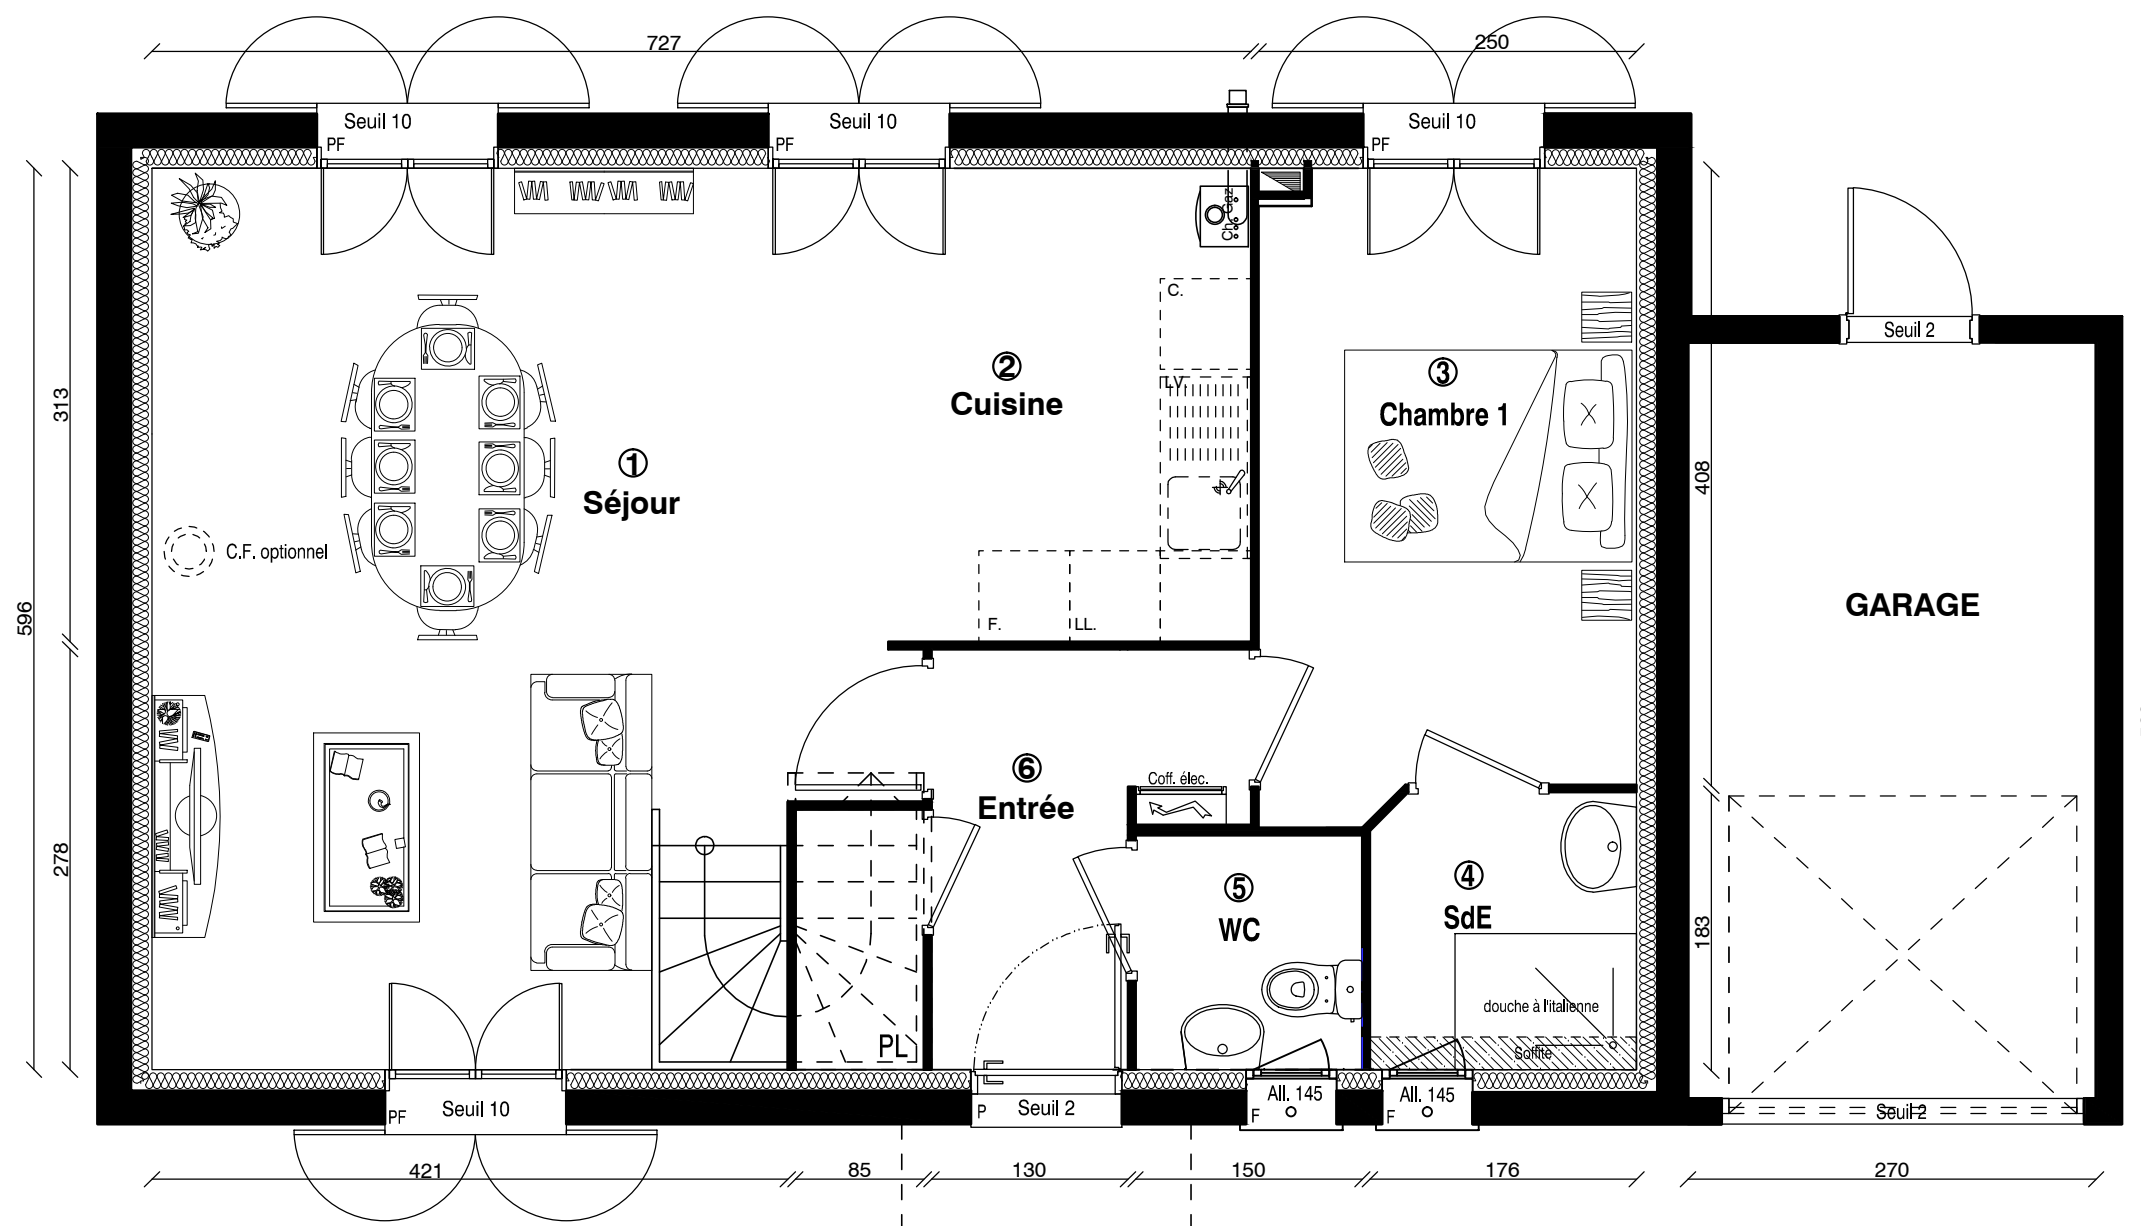 727
250
Seuil 10
Seuil 10
Seuil 10
PF
PF
PF
Ch. Gaz
C.
LV.
Seuil 2
②
Cuisine
③
Chambre 1
①
Séjour
313
408
C.F. optionnel
596
F.
LL.
GARAGE
⑥
Entrée
Coff. élec.
278
④
SdE
⑤
WC
183
douche à l'italienne
PL
Soffite
PF
Seuil 10
P
Seuil 2
All. 145
F
All. 145
F
Seuil 2
421
85
130
150
176
270